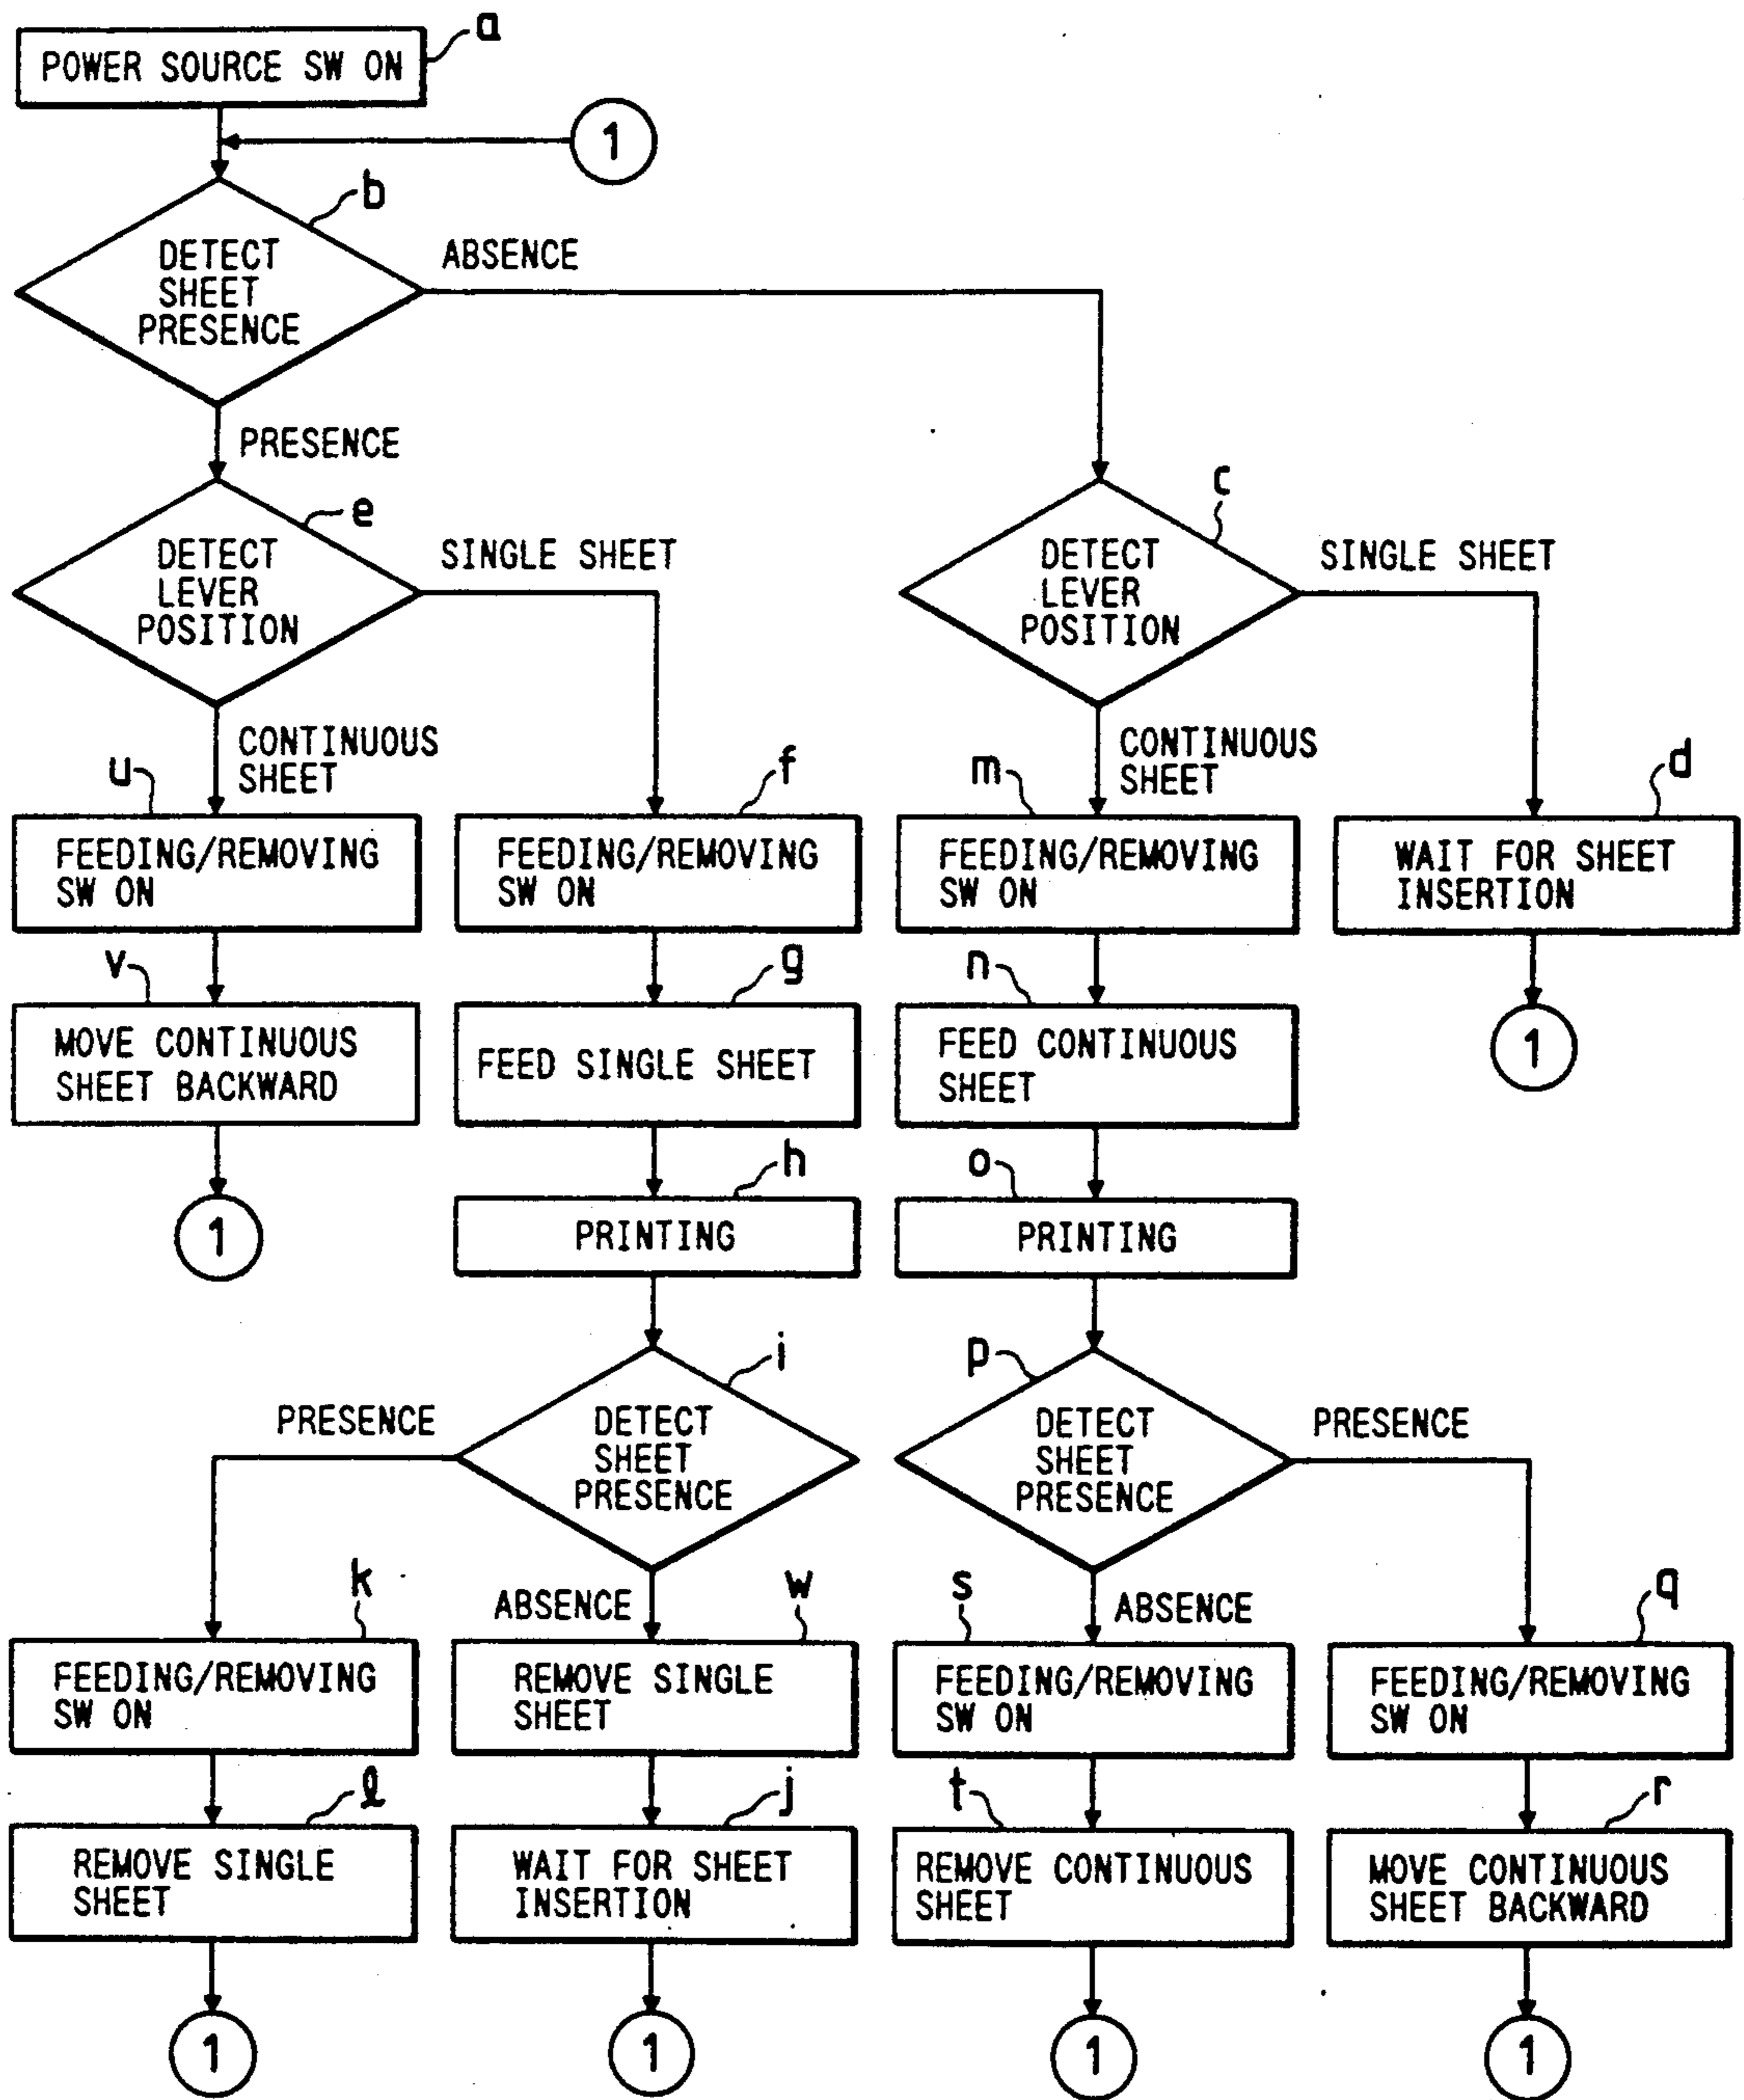 a
POWER SOURCE SW ON
1
b
DETECT
SHEET
PRESENCE
ABSENCE
PRESENCE
e
DETECT
LEVER
POSITION
SINGLE SHEET
c
DETECT
LEVER
POSITION
SINGLE SHEET
CONTINUOUS
SHEET
CONTINUOUS
SHEET
u
FEEDING/REMOVING
SW ON
f
FEEDING/REMOVING
SW ON
m
FEEDING/REMOVING
SW ON
d
WAIT FOR SHEET
INSERTION
v
MOVE CONTINUOUS
SHEET BACKWARD
g
FEED SINGLE SHEET
n
FEED CONTINUOUS
SHEET
1
h
PRINTING
o
PRINTING
1
i
DETECT
SHEET
PRESENCE
PRESENCE
p
DETECT
SHEET
PRESENCE
PRESENCE
ABSENCE
ABSENCE
k
FEEDING/REMOVING
SW ON
w
REMOVE SINGLE
SHEET
s
FEEDING/REMOVING
SW ON
q
FEEDING/REMOVING
SW ON
l
REMOVE SINGLE
SHEET
j
WAIT FOR SHEET
INSERTION
t
REMOVE CONTINUOUS
SHEET
r
MOVE CONTINUOUS
SHEET BACKWARD
1
1
1
1